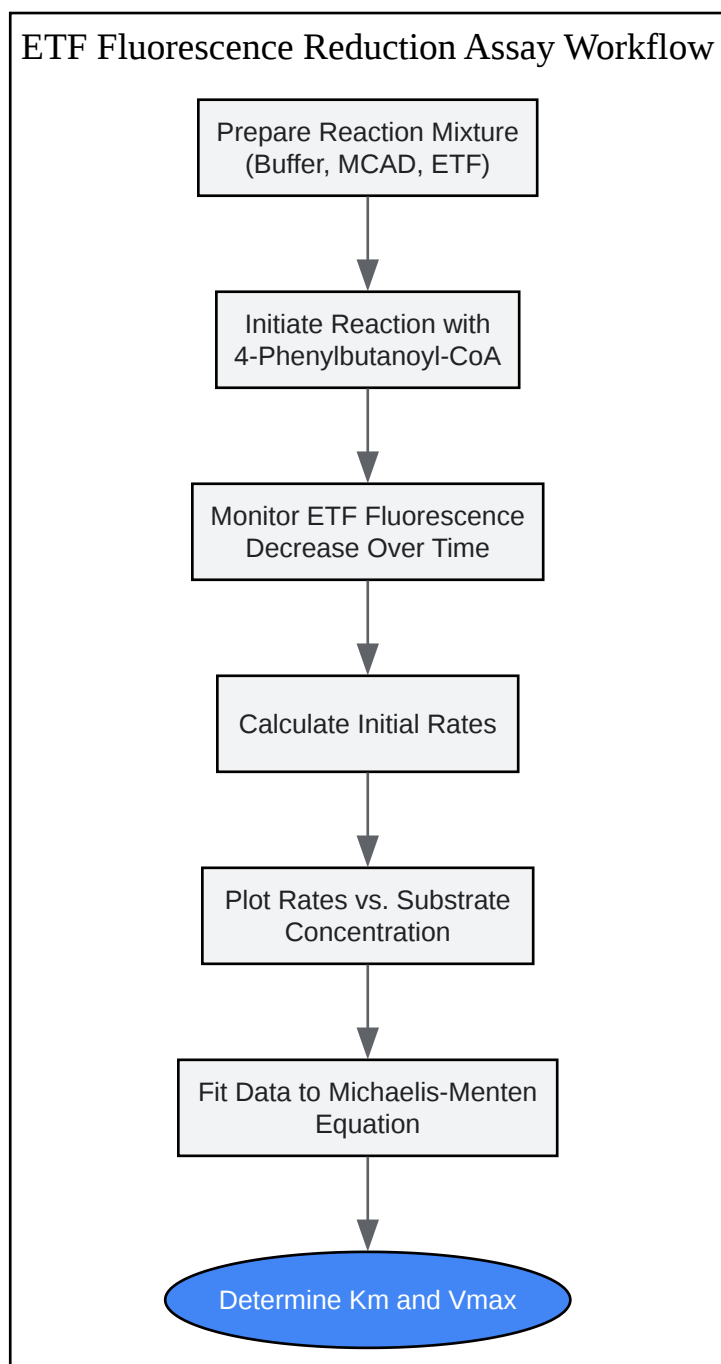 ETF Fluorescence Reduction Assay Workflow
Prepare Reaction Mixture
(Buffer, MCAD, ETF)
Initiate Reaction with
4-Phenylbutanoyl-CoA
Monitor ETF Fluorescence
Decrease Over Time
Calculate Initial Rates
Plot Rates vs. Substrate
Concentration
Fit Data to Michaelis-Menten
Equation
Determine Km and Vmax